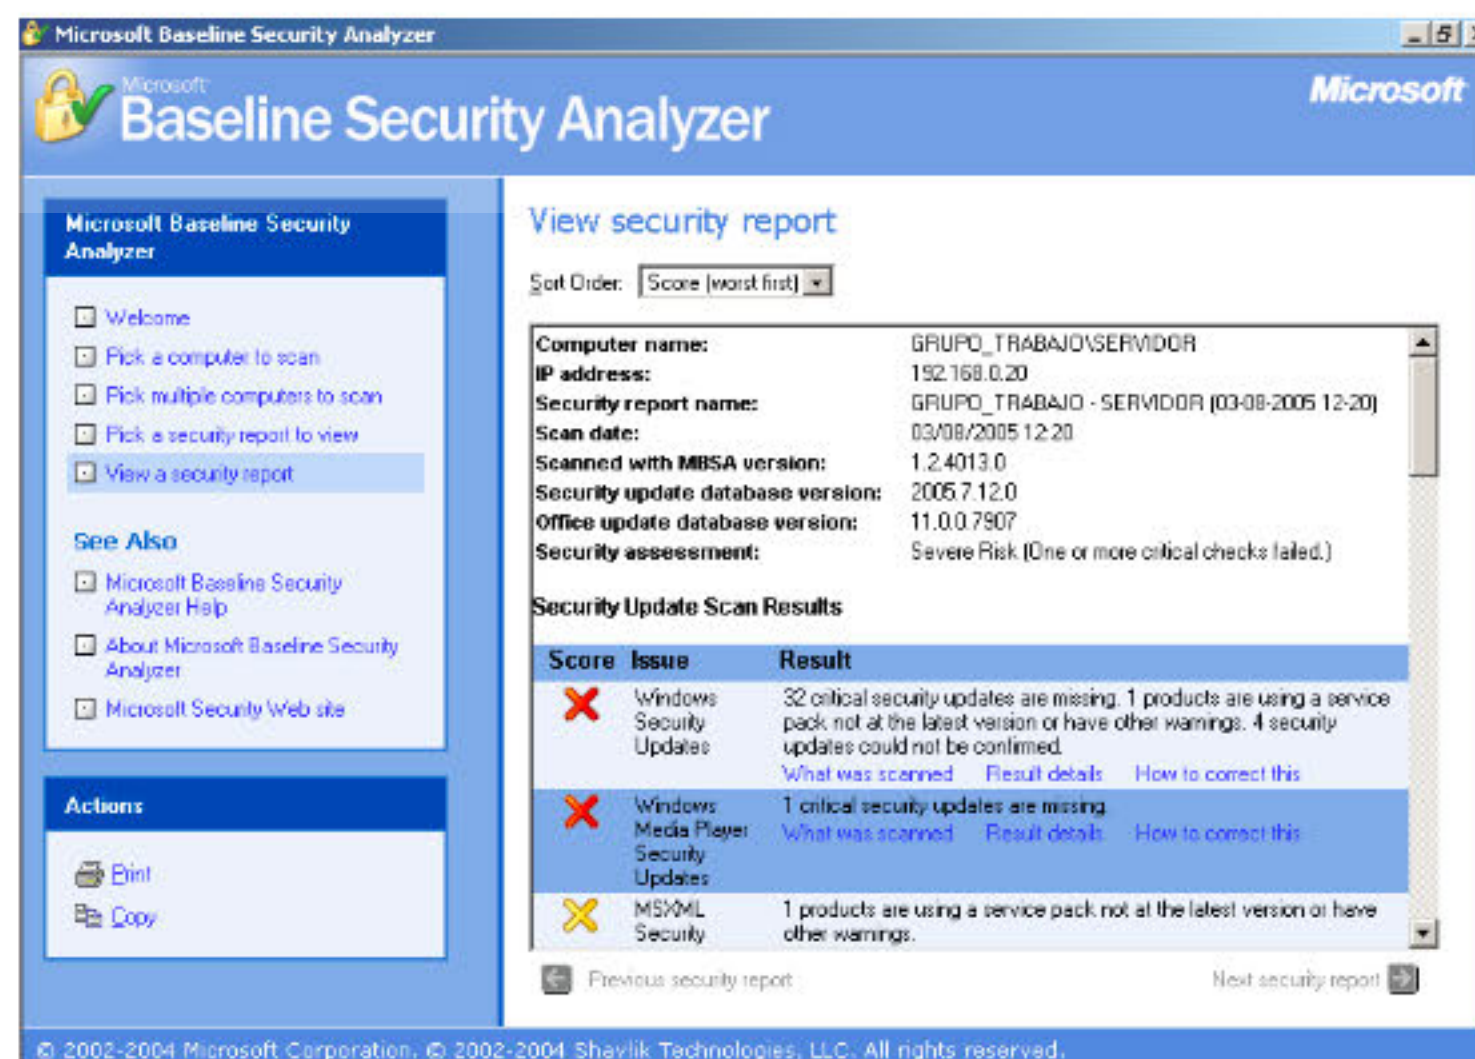 Microsoft Baseline Security Analyzer
Microsoft
Baseline Security Analyzer
Microsoft
Microsoft Baseline Security
Analyzer
Welcome
Pick a computer to scan
Pick multiple computers to scan
Pick a security report to view
View a security report
See Also
Microsoft Baseline Security
Analyzer Help
About Microsoft Baseline Security
Analyzer
Microsoft Security Web site
Actions
Print
Copy
View security report
Sort Order: Score (worst first)
Computer name: GRUPO_TRABAJO\SERVIDOR
IP address: 192.168.0.20
Security report name: GRUPO_TRABAJO - SERVIDOR (03-08-2005 12-20)
Scan date: 03/08/2005 12:20
Scanned with MBSA version: 1.2.4013.0
Security update database version: 2005.7.12.0
Office update database version: 11.0.0.7907
Security assessment: Severe Risk (One or more critical checks failed.)
Security Update Scan Results
Score Issue Result
Windows
Security
Updates
32 critical security updates are missing. 1 products are using a service
pack not at the latest version or have other warnings. 4 security
updates could not be confirmed.
What was scanned Result details How to correct this
Windows
Media Player
Security
Updates
1 critical security updates are missing.
What was scanned Result details How to correct this
MSXML
Security
1 products are using a service pack not at the latest version or have
other warnings.
Previous security report
Next security report
© 2002-2004 Microsoft Corporation, © 2002-2004 Shavlik Technologies, LLC. All rights reserved.